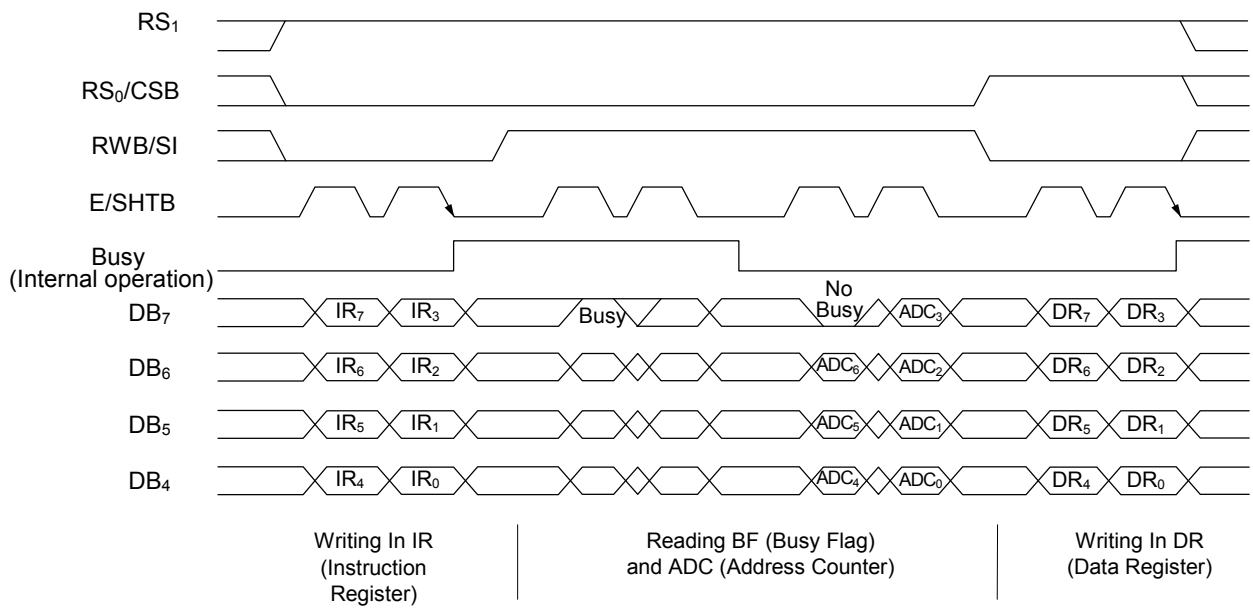 RS₁
RS₀/CSB
RWB/SI
E/SHTB
Busy
(Internal operation)
DB₇ IR₇ IR₃ Busy No Busy ADC₃ DR₇ DR₃
DB₆ IR₆ IR₂ ADC₆ ADC₂ DR₆ DR₂
DB₅ IR₅ IR₁ ADC₅ ADC₁ DR₅ DR₁
DB₄ IR₄ IR₀ ADC₄ ADC₀ DR₄ DR₀
Writing In IR
(Instruction
Register)
Reading BF (Busy Flag)
and ADC (Address Counter)
Writing In DR
(Data Register)